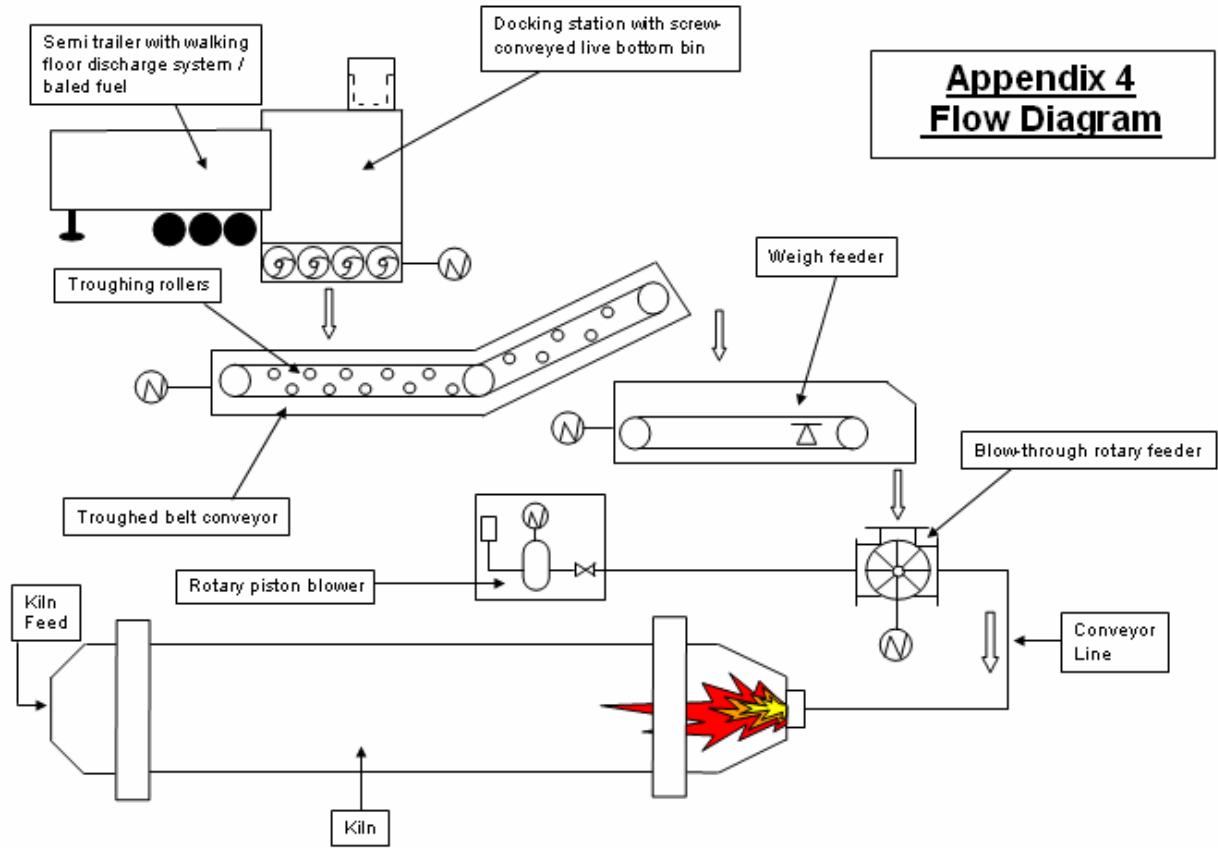 Semi trailer with walking
floor discharge system /
baled fuel
Docking station with screw-
conveyed live bottom bin
Appendix 4
Flow Diagram
Troughing rollers
Weigh feeder
N
N
N
Blow-through rotary feeder
Troughed belt conveyor
N
Rotary piston blower
Kiln
Feed
N
Conveyor
Line
Kiln